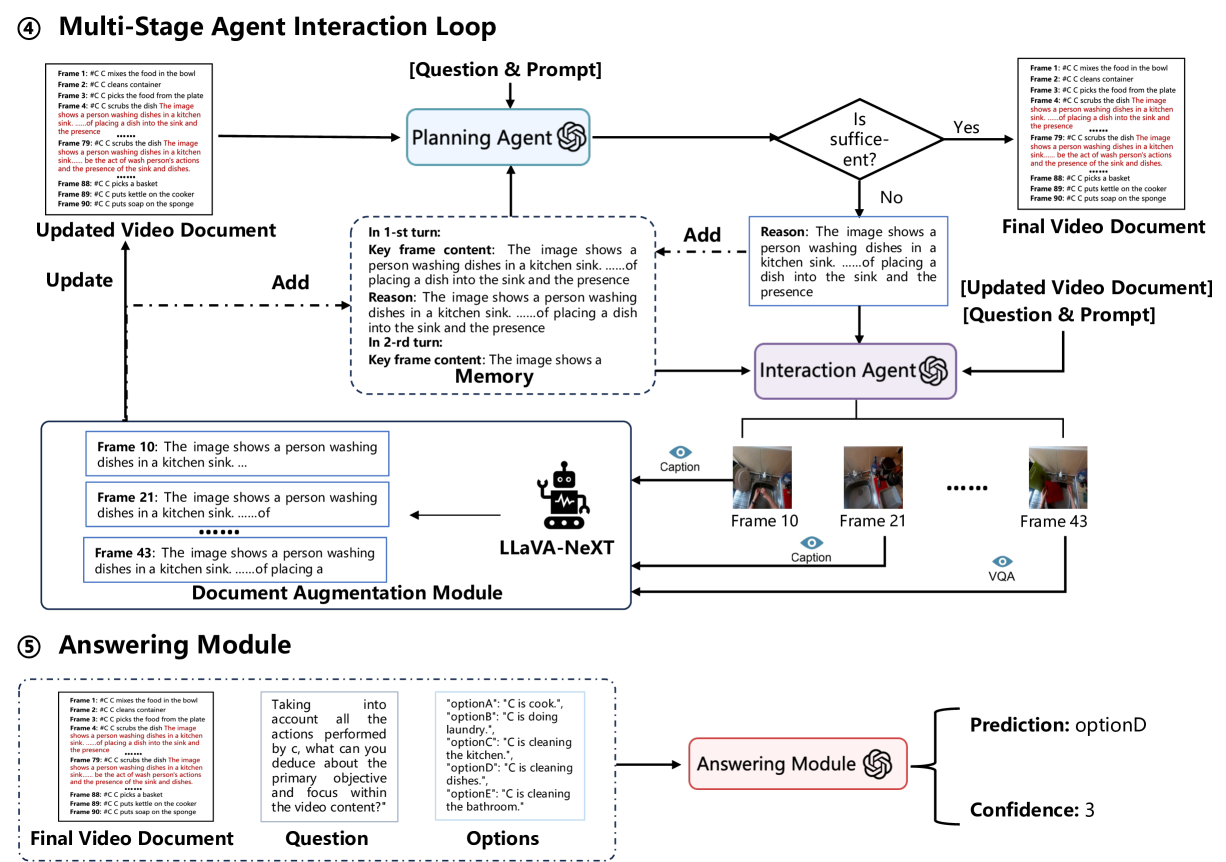 ④ Multi-Stage Agent Interaction Loop
Frame 1: #C C mixes the food in the bowl
Frame 2: #C C cleans container
Frame 3: #C C picks the food from the plate
Frame 4: #C C scrubs the dish The image
shows a person washing dishes in a kitchen
sink. ......of placing a dish into the sink and
the presence
......
Frame 79: #C C scrubs the dish The image
shows a person washing dishes in a kitchen
sink...... be the act of wash person's actions
and the presence of the sink and dishes.
......
Frame 88: #C C picks a basket
Frame 89: #C C puts kettle on the cooker
Frame 90: #C C puts soap on the sponge
Updated Video Document
[Question & Prompt]
Planning Agent
Is
suffice-
ent?
Yes
No
Frame 1: #C C mixes the food in the bowl
Frame 2: #C C cleans container
Frame 3: #C C picks the food from the plate
Frame 4: #C C scrubs the dish The image
shows a person washing dishes in a kitchen
sink. ......of placing a dish into the sink and
the presence
......
Frame 79: #C C scrubs the dish The image
shows a person washing dishes in a kitchen
sink...... be the act of wash person's actions
and the presence of the sink and dishes.
......
Frame 88: #C C picks a basket
Frame 89: #C C puts kettle on the cooker
Frame 90: #C C puts soap on the sponge
Final Video Document
Update
Add
In 1-st turn:
Key frame content: The image shows a
person washing dishes in a kitchen sink. ......of
placing a dish into the sink and the presence
Reason: The image shows a person washing
dishes in a kitchen sink. ......of placing a dish
into the sink and the presence
In 2-rd turn:
Key frame content: The image shows a
Memory
Add
Reason: The image shows a
person washing dishes in a
kitchen sink. ......of placing a
dish into the sink and the
presence
[Updated Video Document]
[Question & Prompt]
Interaction Agent
Frame 10: The image shows a person washing
dishes in a kitchen sink. ...
Frame 21: The image shows a person washing
dishes in a kitchen sink. ......of
......
Frame 43: The image shows a person washing
dishes in a kitchen sink. ......of placing a
LLaVA-NeXT
Document Augmentation Module
Caption
Frame 10
Frame 21
......
Frame 43
Caption
VQA
⑤ Answering Module
Frame 1: #C C mixes the food in the bowl
Frame 2: #C C cleans container
Frame 3: #C C picks the food from the plate
Frame 4: #C C scrubs the dish The image
shows a person washing dishes in a kitchen
sink. ......of placing a dish into the sink and
the presence
......
Frame 79: #C C scrubs the dish The image
shows a person washing dishes in a kitchen
sink...... be the act of wash person's actions
and the presence of the sink and dishes.
......
Frame 88: #C C picks a basket
Frame 89: #C C puts kettle on the cooker
Frame 90: #C C puts soap on the sponge
Final Video Document
Taking into
account all the
actions performed
by c, what can you
deduce about the
primary objective
and focus within
the video content?"
Question
"optionA": "C is cook.",
"optionB": "C is doing
laundry.",
"optionC": "C is cleaning
the kitchen.",
"optionD": "C is cleaning
dishes.",
"optionE": "C is cleaning
the bathroom."
Options
Answering Module
Prediction: optionD
Confidence: 3